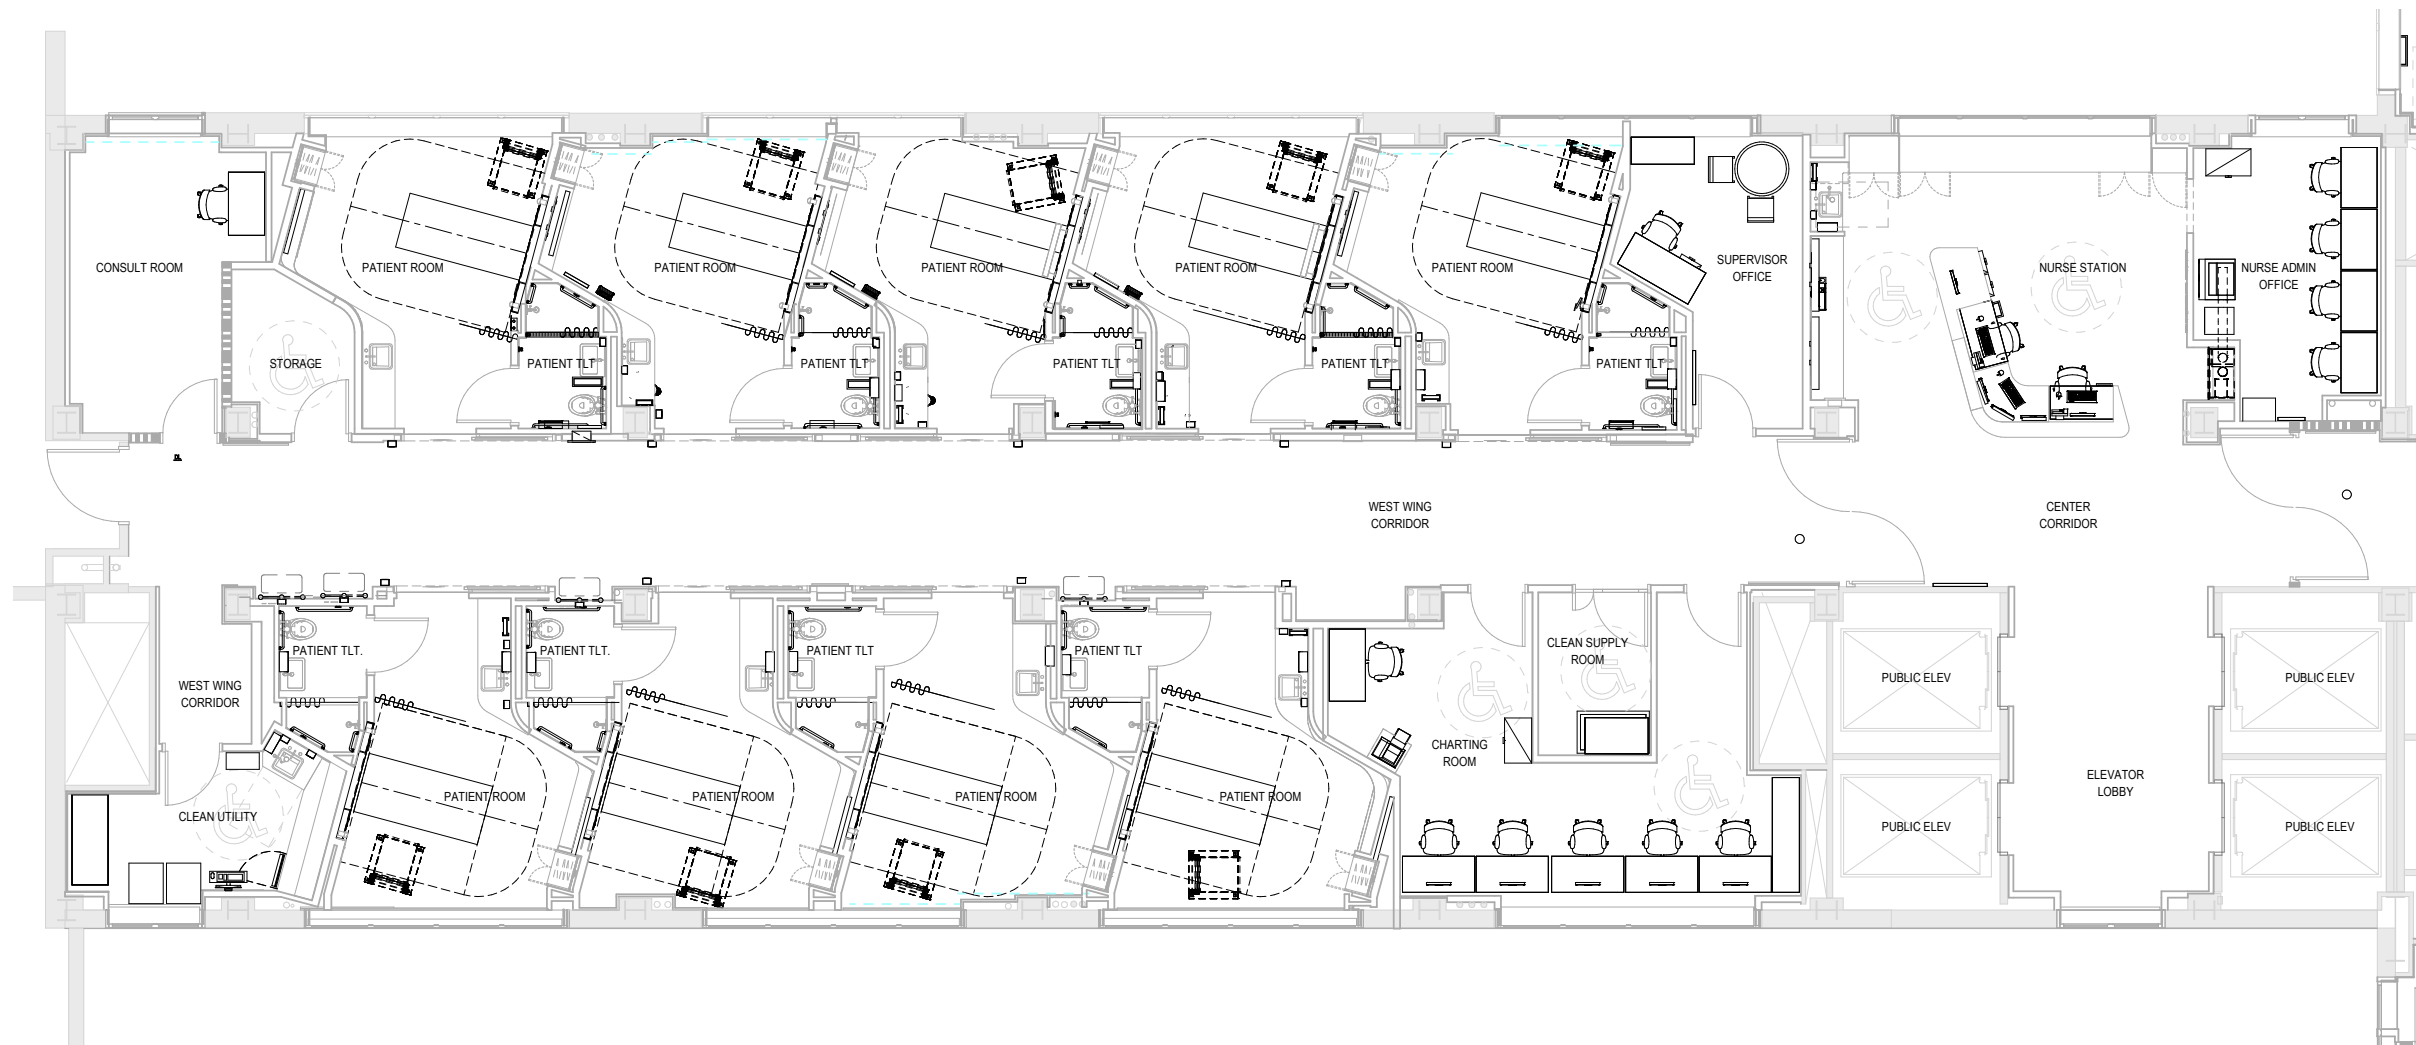 CONSULT ROOM
PATIENT ROOM
PATIENT ROOM
PATIENT ROOM
PATIENT ROOM
PATIENT ROOM
SUPERVISOR
OFFICE
NURSE STATION
NURSE ADMIN
OFFICE
STORAGE
PATIENT TLT
PATIENT TLT
PATIENT TLT
PATIENT TLT
PATIENT TLT
WEST WING
CORRIDOR
CENTER
CORRIDOR
PATIENT TLT.
PATIENT TLT.
PATIENT TLT
PATIENT TLT
CLEAN SUPPLY
ROOM
WEST WING
CORRIDOR
PUBLIC ELEV
PUBLIC ELEV
CHARTING
ROOM
ELEVATOR
LOBBY
PATIENT ROOM
PATIENT ROOM
PATIENT ROOM
PATIENT ROOM
CLEAN UTILITY
PUBLIC ELEV
PUBLIC ELEV